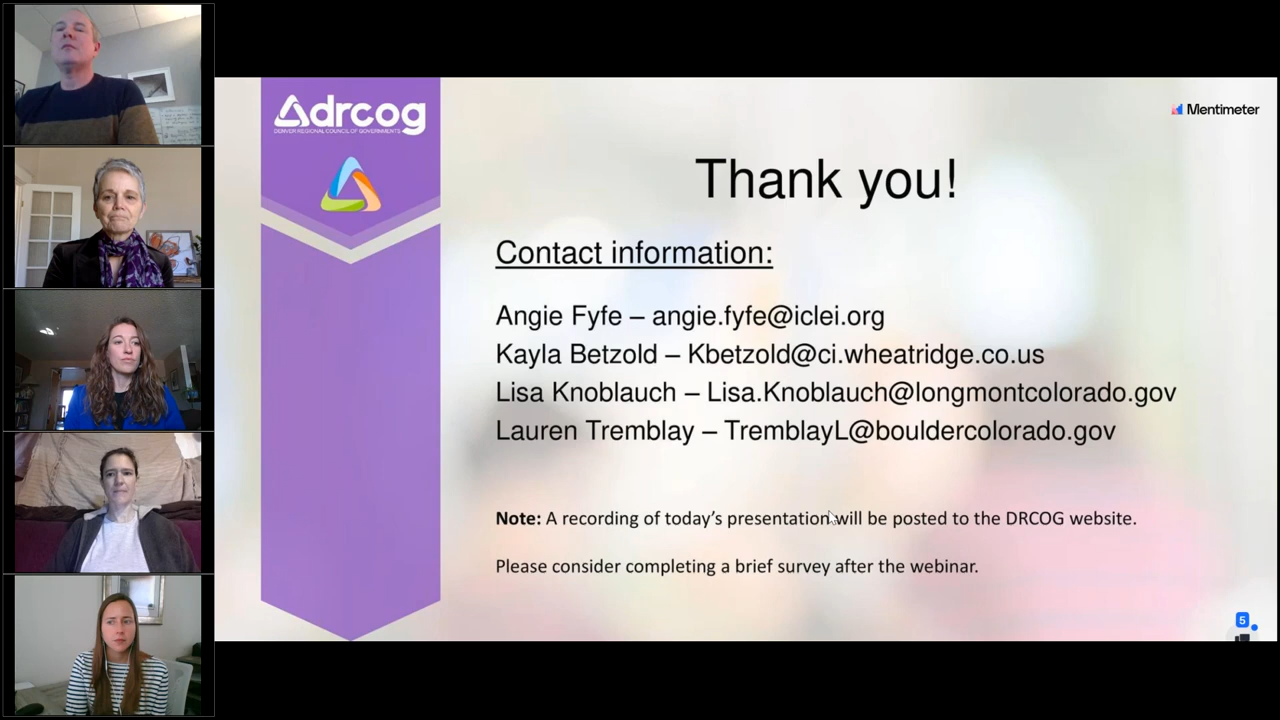 drcog
DENVER REGIONAL COUNCIL OF GOVERNMENTS
Mentimeter
Thank you!
Contact information:
Angie Fyfe – angie.fyfe@iclei.org
Kayla Betzold – Kbetzold@ci.wheatridge.co.us
Lisa Knoblauch – Lisa.Knoblauch@longmontcolorado.gov
Lauren Tremblay – TremblayL@bouldercolorado.gov
Note: A recording of today’s presentation will be posted to the DRCOG website.
Please consider completing a brief survey after the webinar.
5